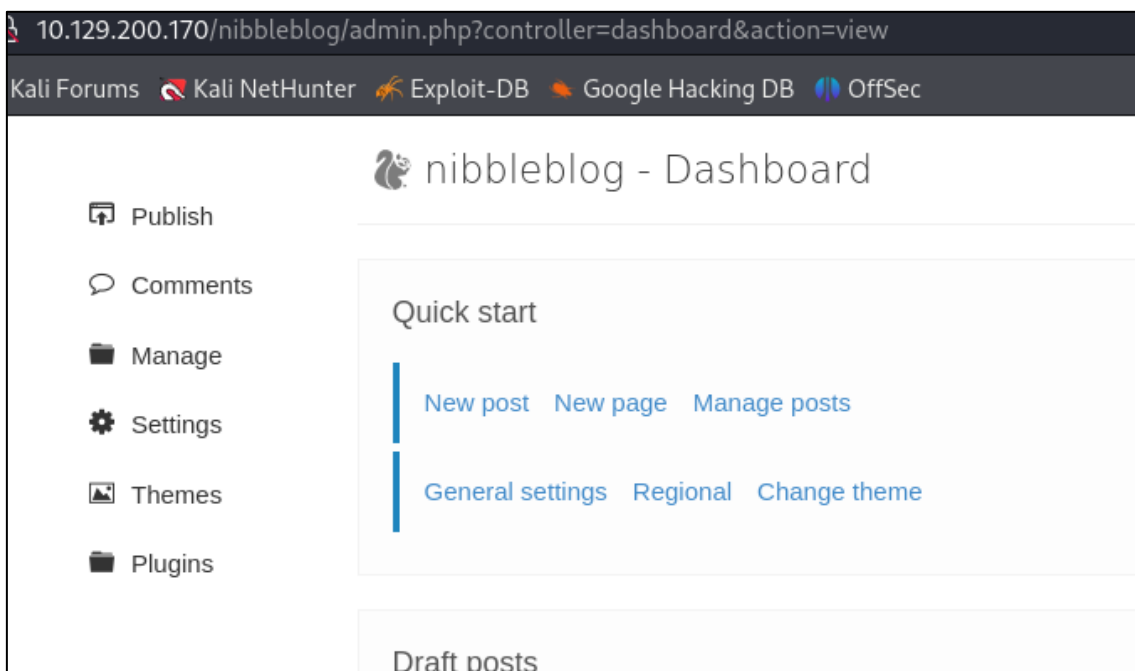 10.129.200.170/nibbleblog/admin.php?controller=dashboard&action=view
Kali Forums Kali NetHunter Exploit-DB Google Hacking DB OffSec
nibbleblog - Dashboard
Publish
Comments
Manage
Settings
Themes
Plugins
Quick start
New post New page Manage posts
General settings Regional Change theme
Draft posts